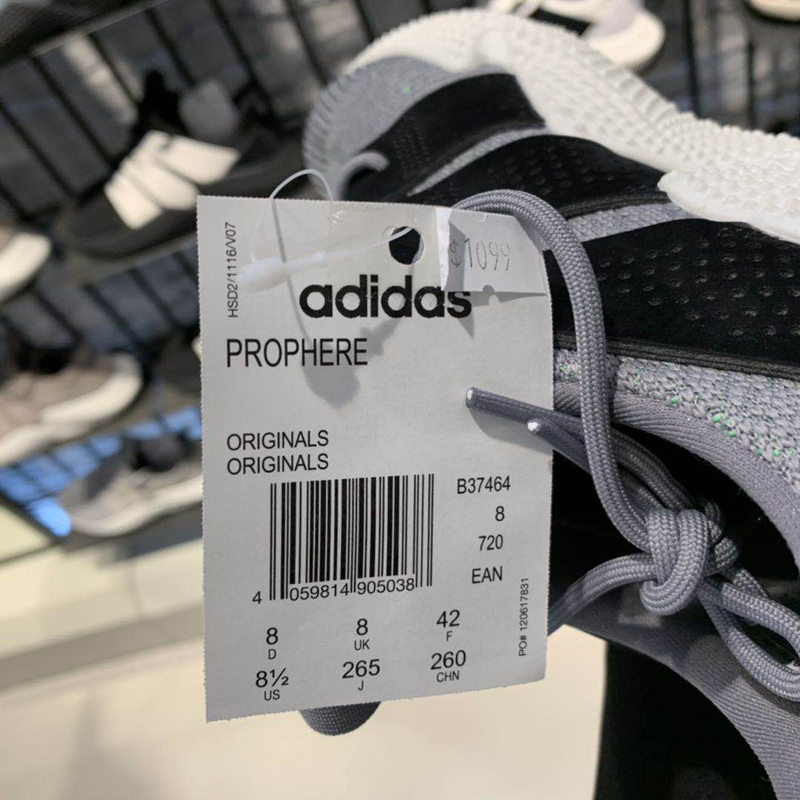 HSD2/1116/V07
$1099
adidas
PROPHERE
ORIGINALS
ORIGINALS
B37464
8
720
EAN
4 059814 905038
PO# 120617831
8 8 42
D UK F
8½ 265 260
US J CHN